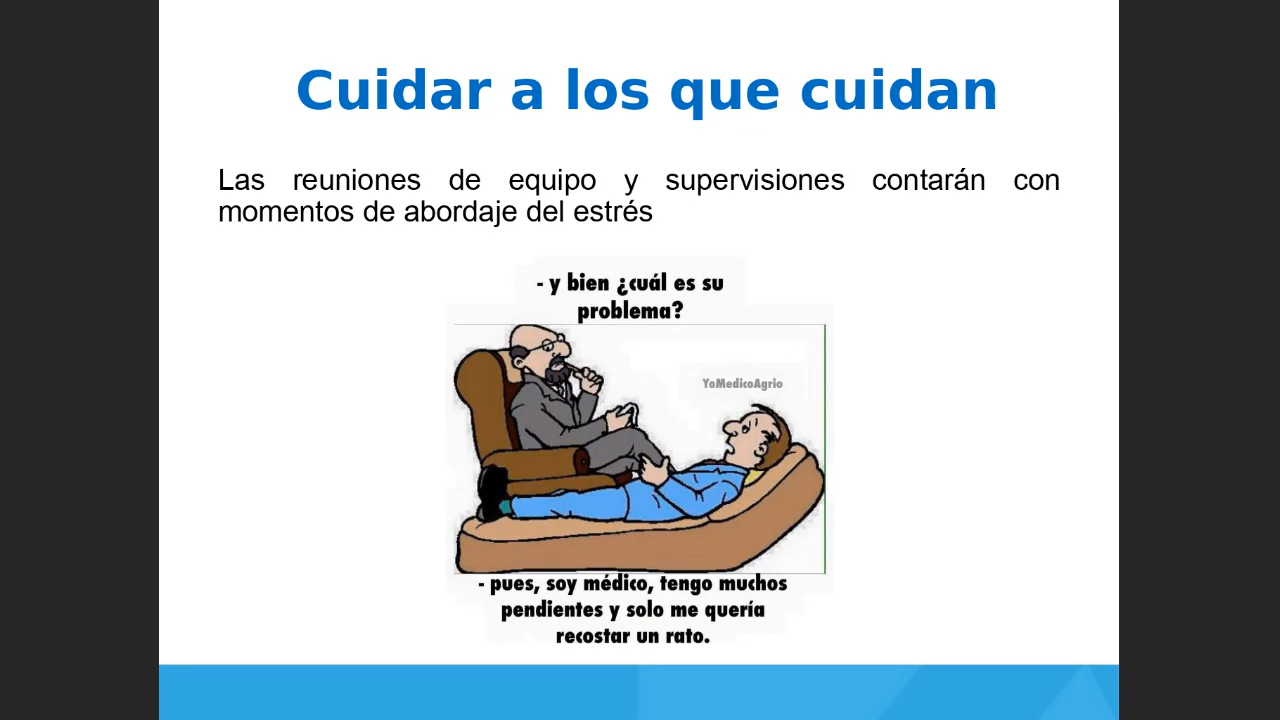 Cuidar a los que cuidan
Las reuniones de equipo y supervisiones contarán con
momentos de abordaje del estrés
- y bien ¿cuál es su
problema?
YoMedicoAgrio
- pues, soy médico, tengo muchos
pendientes y solo me quería
recostar un rato.